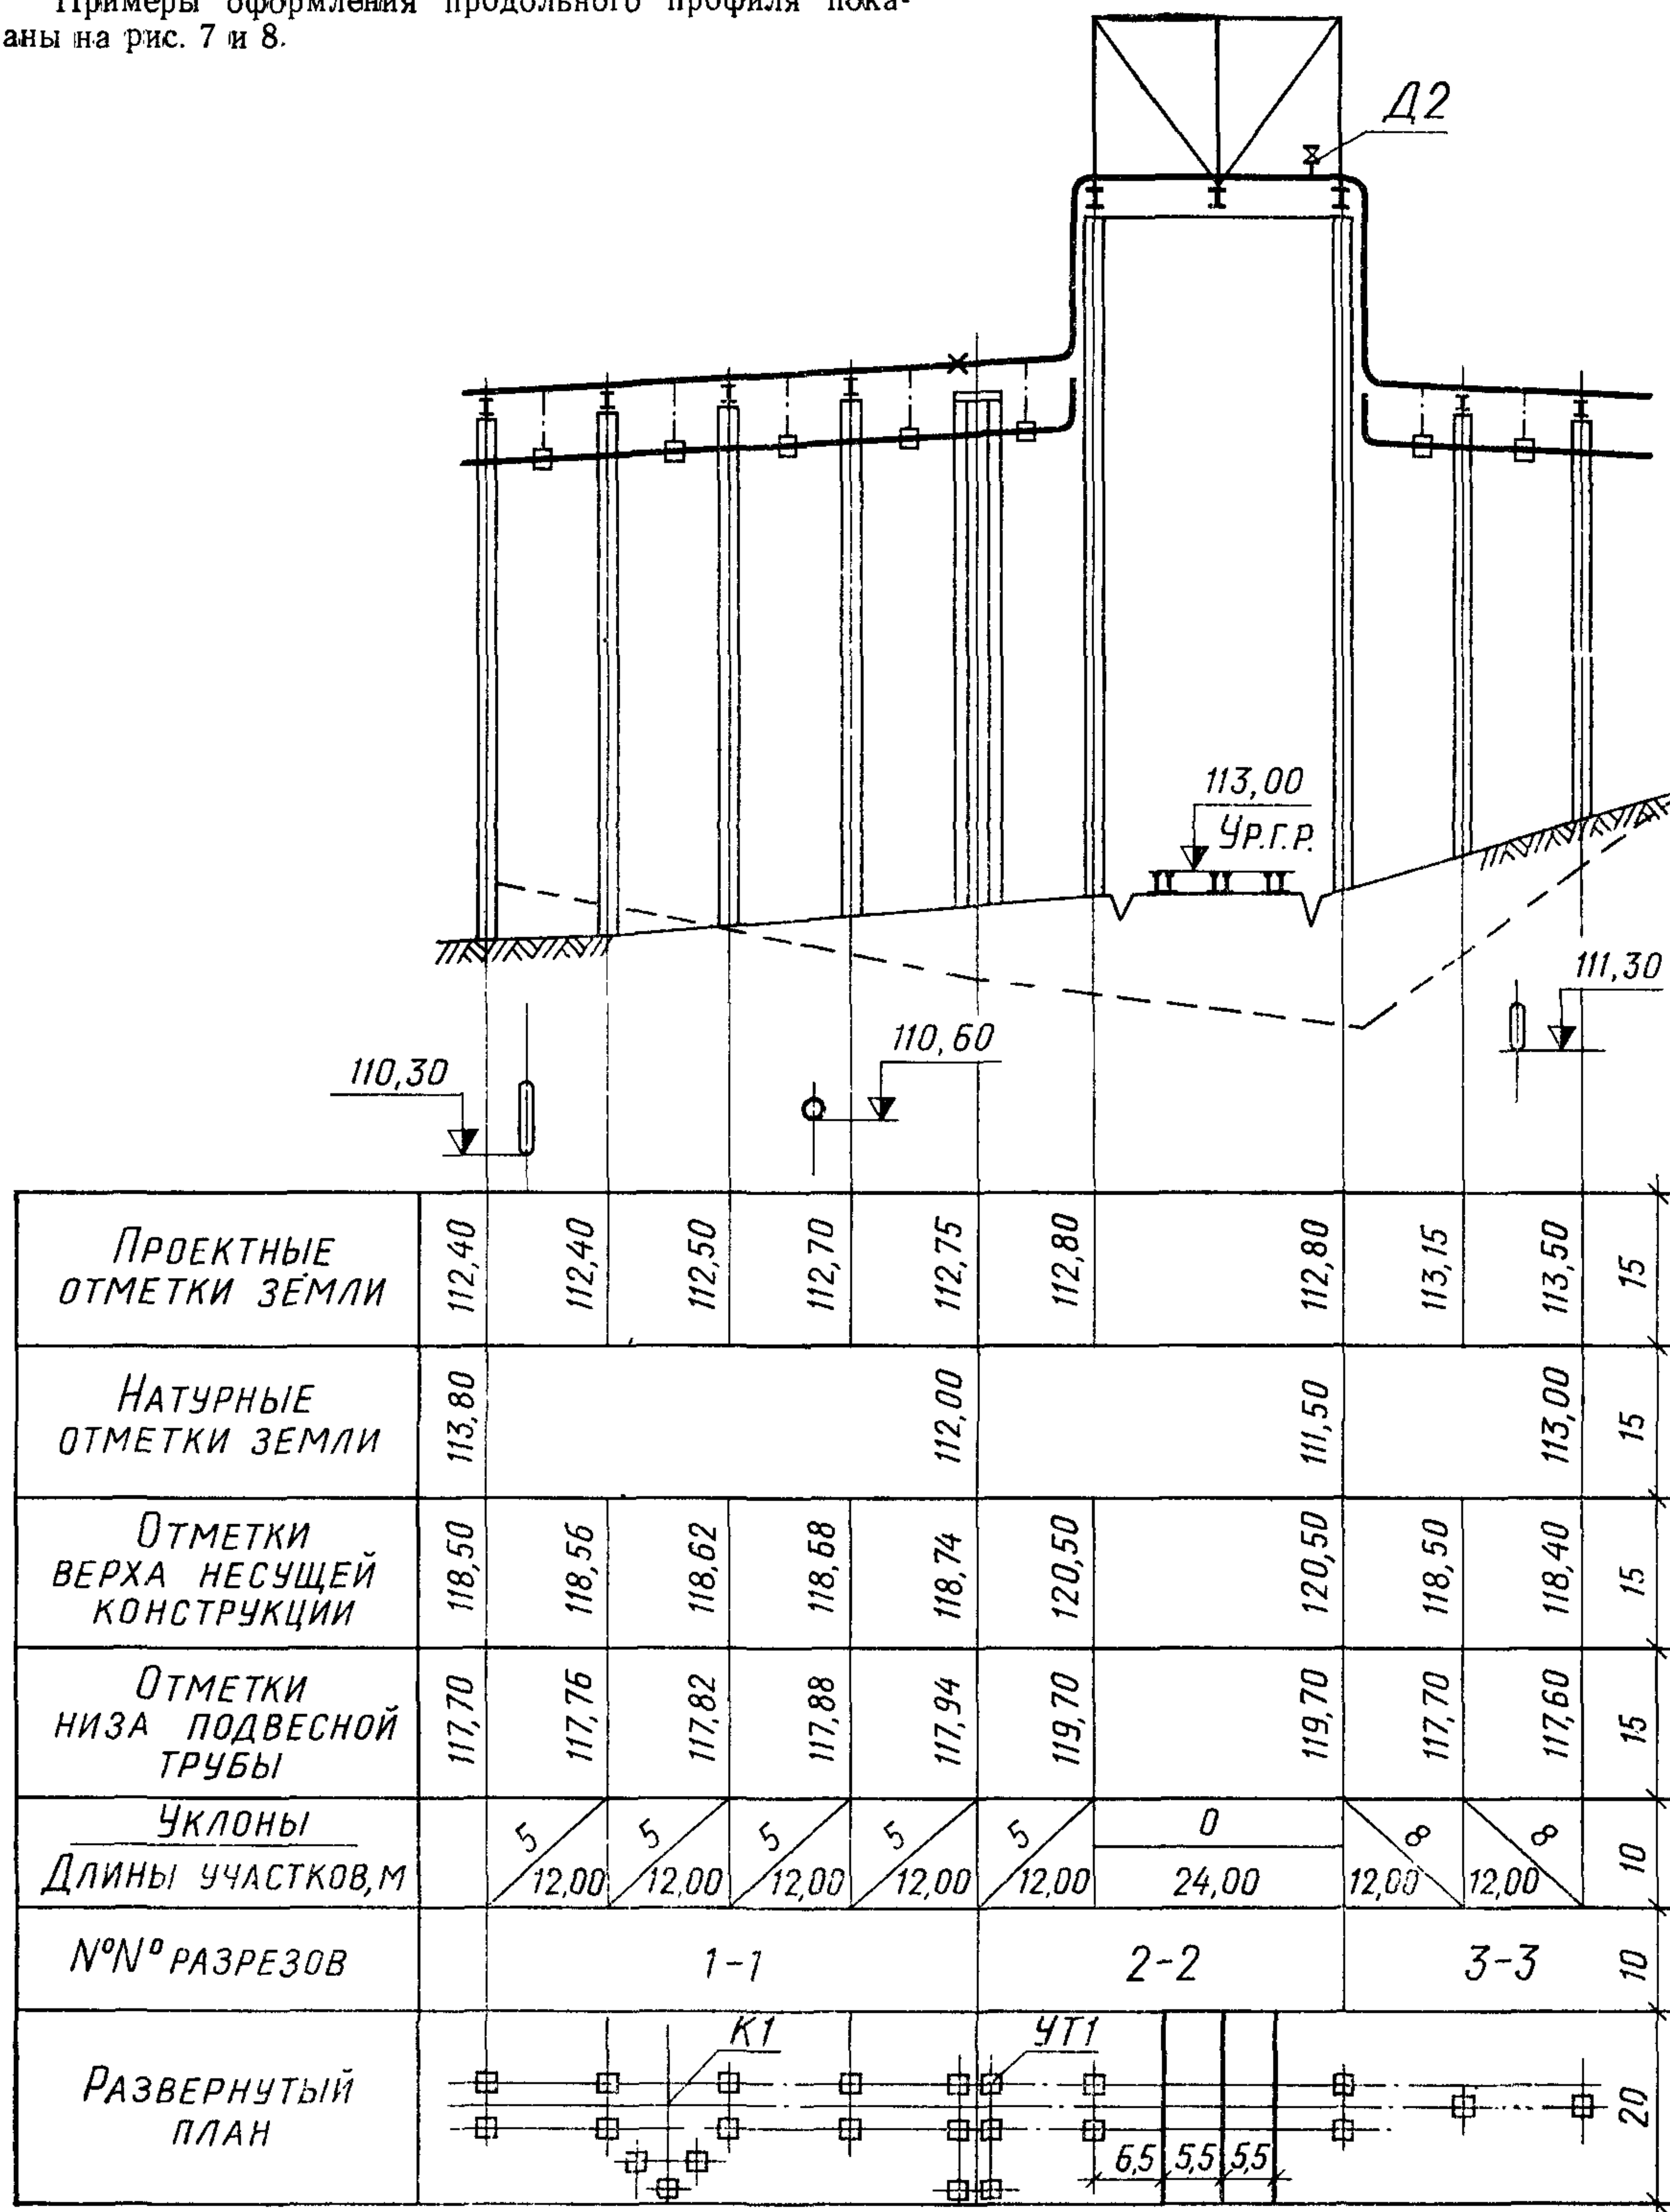 Примеры оформления продольного профиля пока-
аны на рис. 7 и 8.
Д2
113,00
Ур.г.р.
111,30
110,60
110,30
Проектные отметки земли
112,40 112,40 112,50 112,70 112,75 112,80 112,80 113,15 113,50 15
Натурные отметки земли
113,80 112,00 111,50 113,00 15
Отметки верха несущей конструкции
118,50 118,56 118,62 118,68 118,74 120,50 120,50 118,50 118,40 15
Отметки низа подвесной трубы
117,70 117,76 117,82 117,88 117,94 119,70 119,70 117,70 117,60 15
Уклоны
5 5 5 5 5 0 8 8 10
Длины участков, м
12,00 12,00 12,00 12,00 12,00 24,00 12,00 12,00
№№ разрезов
1-1 2-2 3-3 10
Развернутый план
К1 УТ1 20
6,5 5,5 5,5